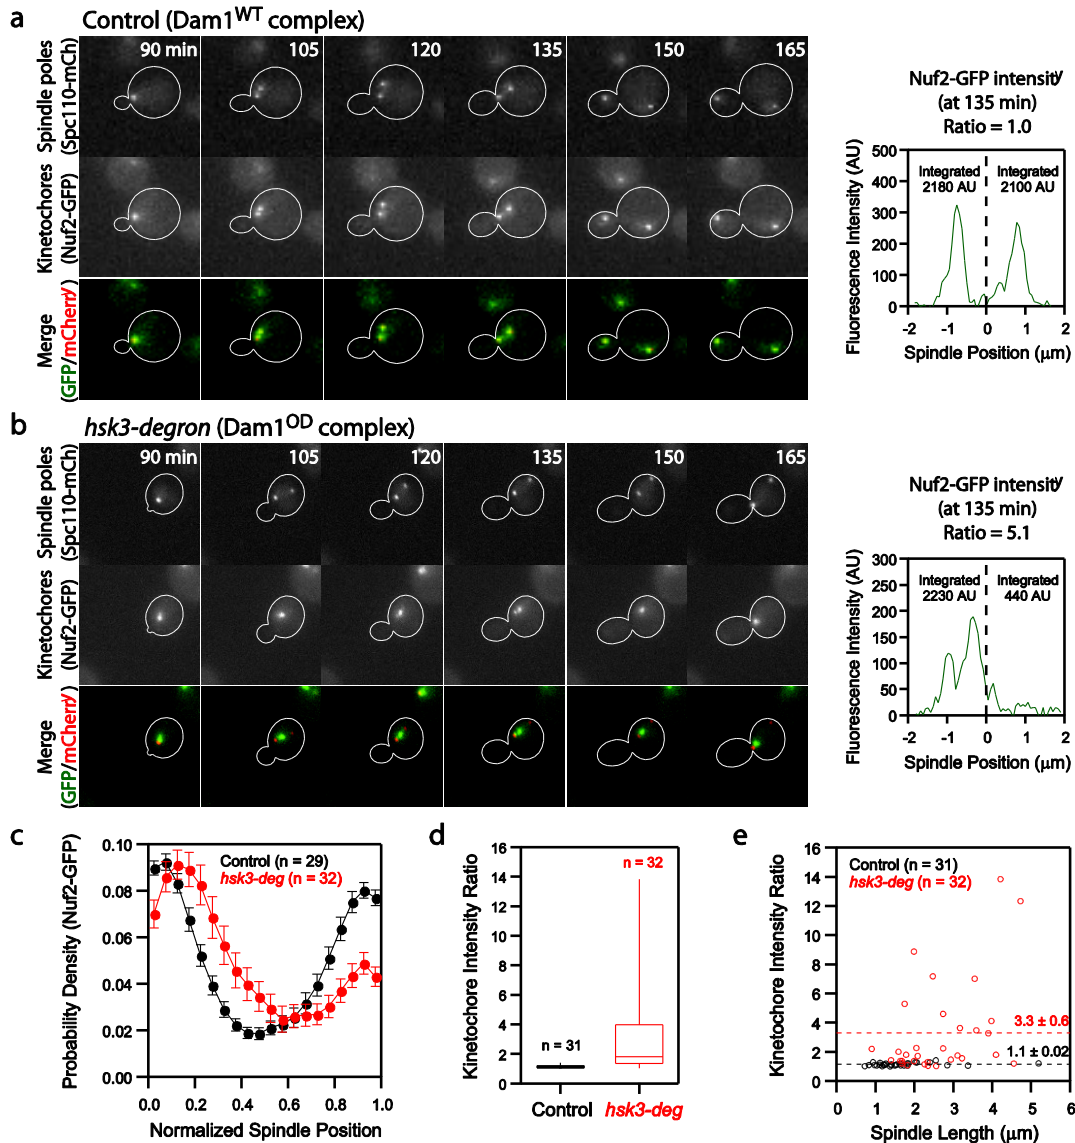 a
Control (Dam1WT complex)
Spindle poles
(Spc110-mCh)
90 min
105
120
135
150
165
Kinetochores
(Nuf2-GFP)
Merge
(GFP/mCherry)
Nuf2-GFP intensity
(at 135 min)
Ratio = 1.0
Fluorescence Intensity (AU)
500
400
300
200
100
0
Integrated
2180 AU
Integrated
2100 AU
-2
-1
0
1
2
Spindle Position (μm)
b
hsk3-degron (Dam1OD complex)
Spindle poles
(Spc110-mCh)
90 min
105
120
135
150
165
Kinetochores
(Nuf2-GFP)
Merge
(GFP/mCherry)
Nuf2-GFP intensity
(at 135 min)
Ratio = 5.1
Fluorescence Intensity (AU)
300
250
200
150
100
50
0
Integrated
2230 AU
Integrated
440 AU
-2
-1
0
1
2
Spindle Position (μm)
c
Probability Density (Nuf2-GFP)
0.10
0.08
0.06
0.04
0.02
0.00
Control (n = 29)
hsk3-deg (n = 32)
0.0
0.2
0.4
0.6
0.8
1.0
Normalized Spindle Position
d
Kinetochore Intensity Ratio
16
14
12
10
8
6
4
2
0
n = 32
n = 31
Control
hsk3-deg
e
Kinetochore Intensity Ratio
16
14
12
10
8
6
4
2
0
Control (n = 31)
hsk3-deg (n = 32)
3.3 ± 0.6
1.1 ± 0.02
0
1
2
3
4
5
6
Spindle Length (μm)